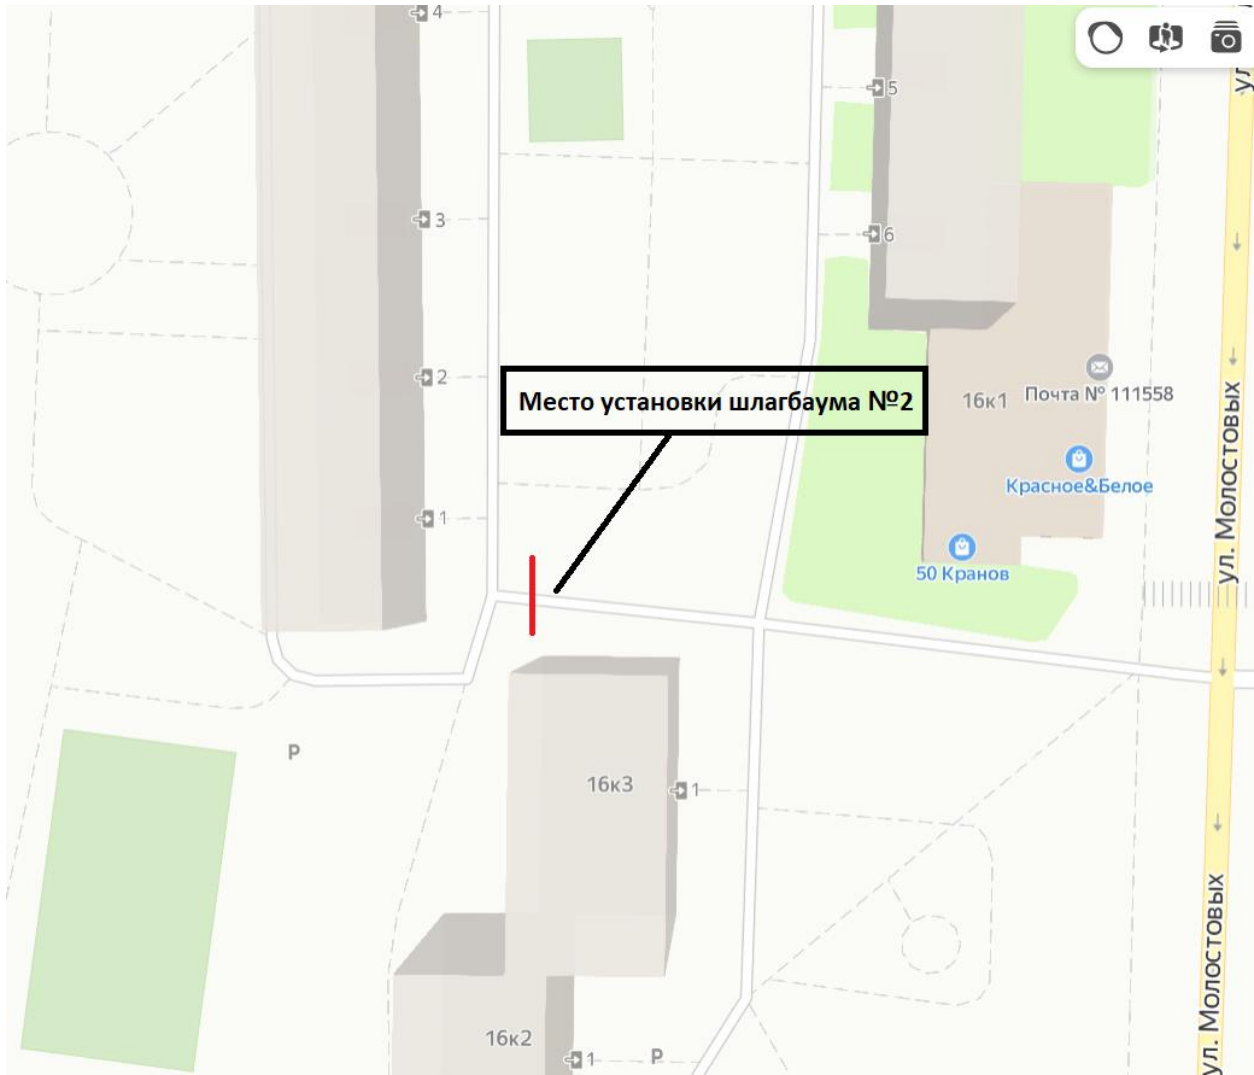 4
5
ул
3
6
2
Место установки шлагбаума №2
16к1
Почта № 111558
Красное&Белое
ул. Молостовых
1
50 Кранов
P
16к3
1
16к2
1
P
ул. Молостовых